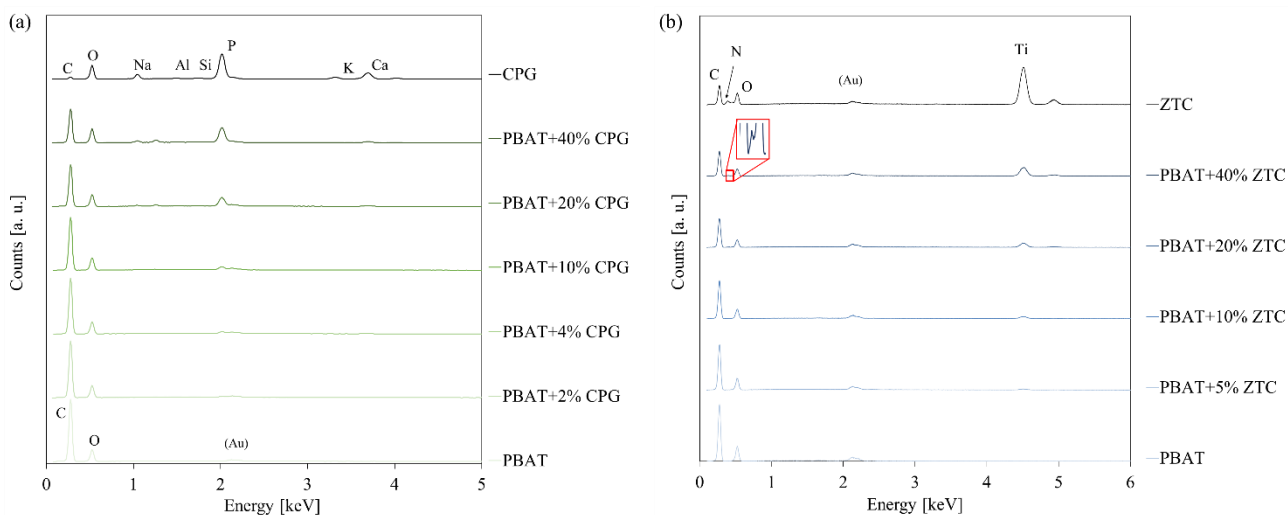 (a)
C
O
Na
Al
Si
P
K
Ca
CPG
PBAT+40% CPG
PBAT+20% CPG
PBAT+10% CPG
PBAT+4% CPG
PBAT+2% CPG
PBAT
C
O
(Au)
Counts [a. u.]
0 1 2 3 4 5
Energy [keV]
(b)
C
N
O
(Au)
Ti
ZTC
PBAT+40% ZTC
PBAT+20% ZTC
PBAT+10% ZTC
PBAT+5% ZTC
PBAT
Counts [a. u.]
0 1 2 3 4 5 6
Energy [keV]